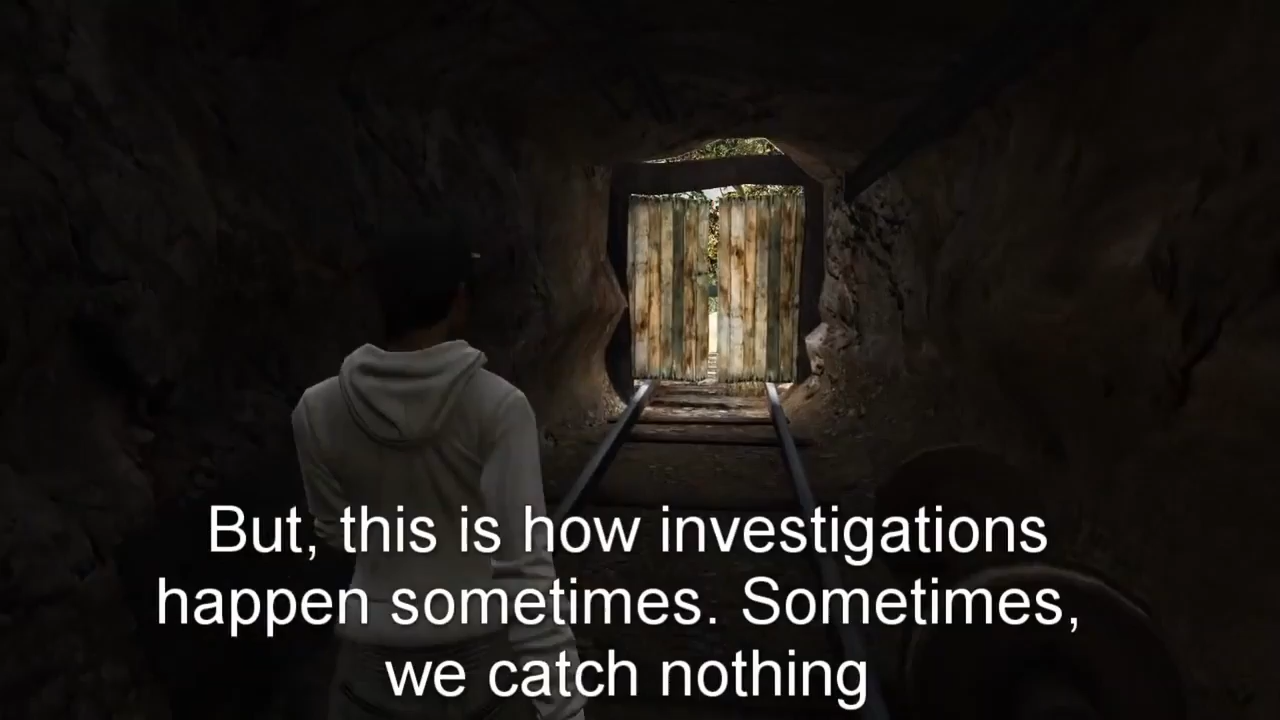 But, this is how investigations
happen sometimes. Sometimes,
we catch nothing